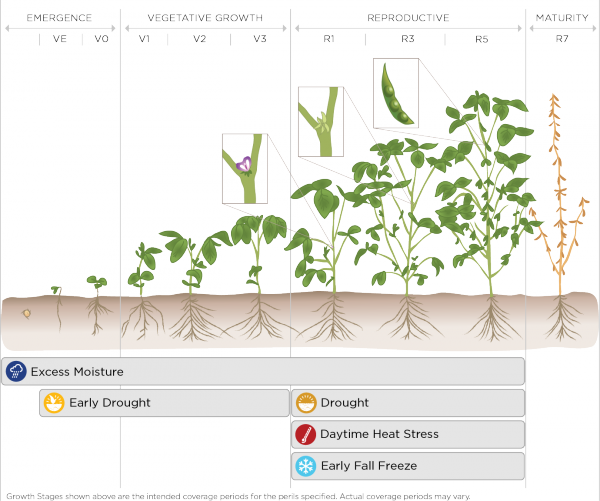 EMERGENCE VEGETATIVE GROWTH REPRODUCTIVE MATURITY
VE V0 V1 V2 V3 R1 R3 R5 R7
Excess Moisture
Early Drought Drought
Daytime Heat Stress
Early Fall Freeze
Growth Stages shown above are the intended coverage periods for the perils specified. Actual coverage periods may vary.